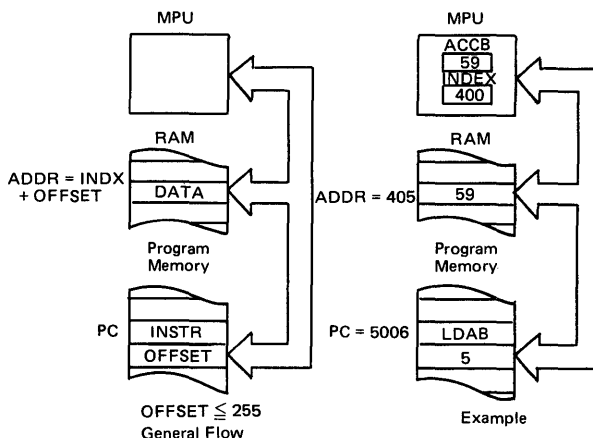 MPU
RAM
ADDR = INDX
+ OFFSET
DATA
Program
Memory
PC
INSTR
OFFSET
OFFSET ≦ 255
General Flow
MPU
ACCB
59
INDEX
400
RAM
ADDR = 405
59
Program
Memory
PC = 5006
LDAB
5
Example